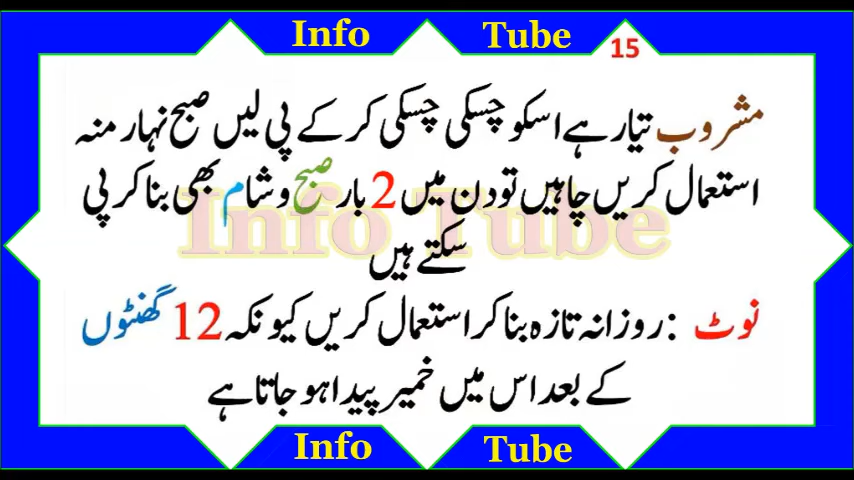 Info Tube
15
مشروب تیار ہے اسکو چسکی چسکی کر کے پی لیں صبح نہار منہ
استعمال کریں چاہیں تو دن میں 2 بار صبح و شام بھی بنا کر پی
سکتے ہیں
Info Tube
نوٹ : روزانہ تازہ بنا کر استعمال کریں کیونکہ 12 گھنٹوں
کے بعد اس میں خمیر پیدا ہو جاتا ہے
Info Tube